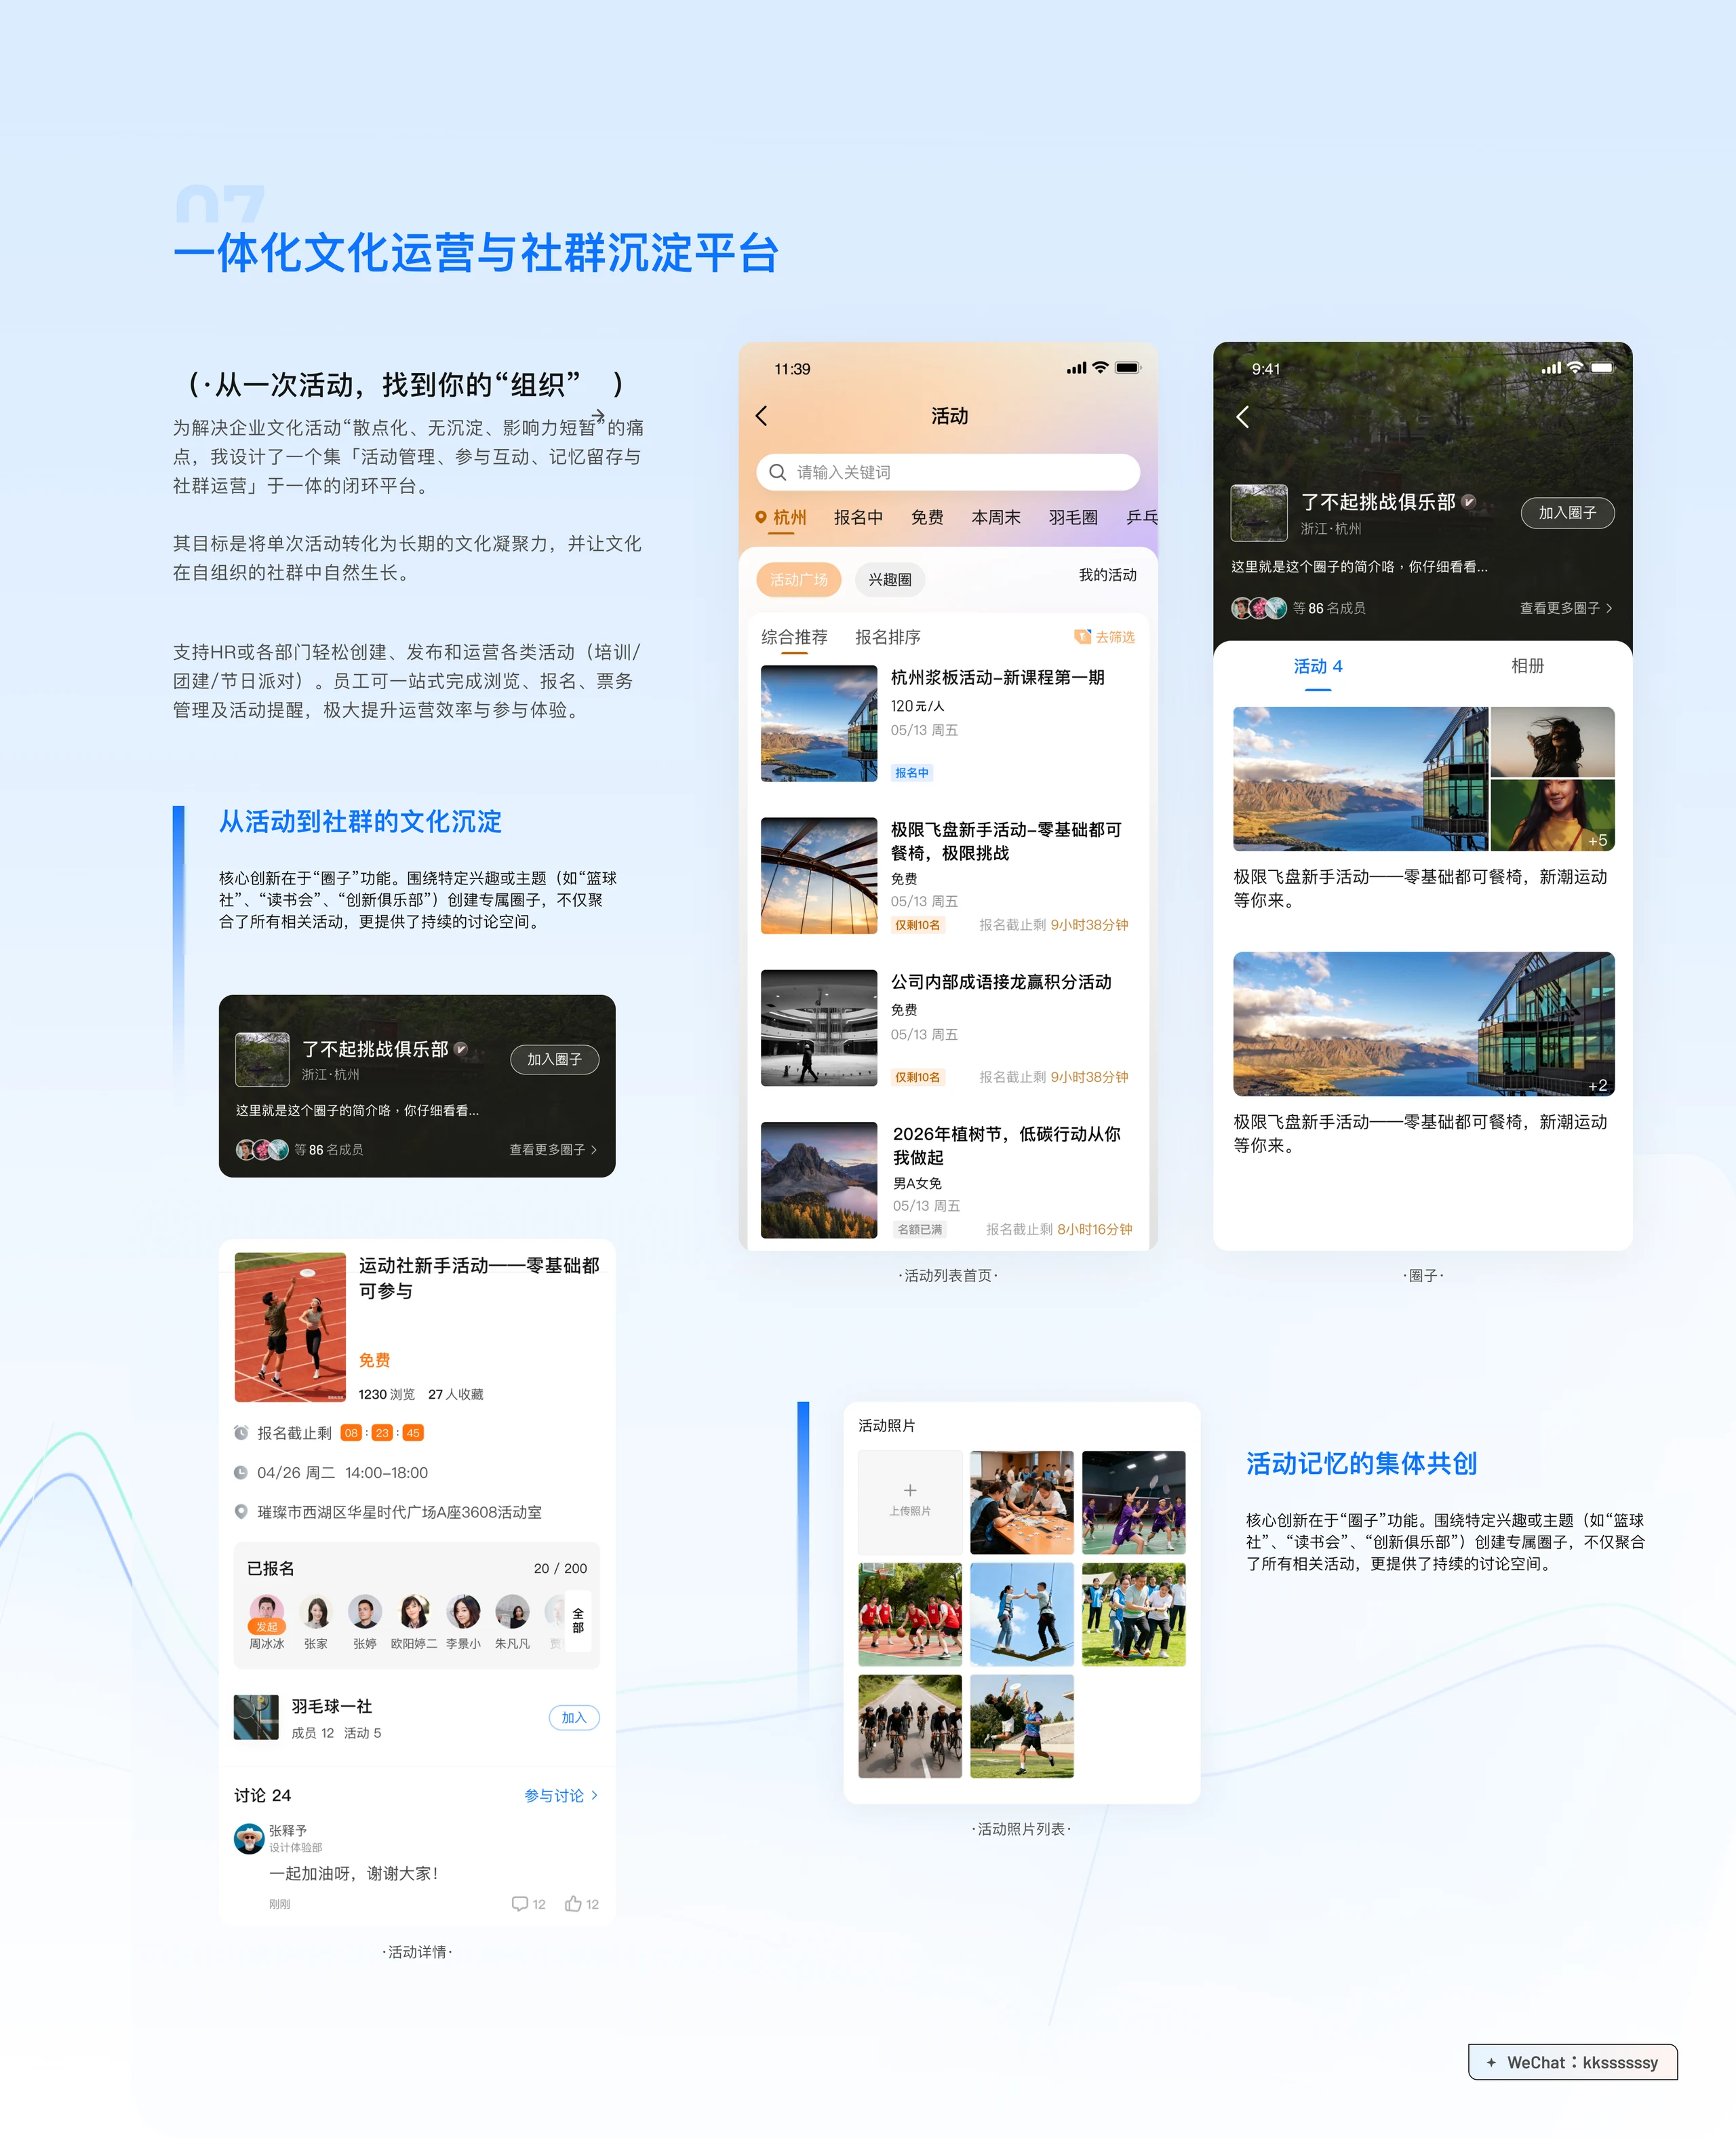 07
一体化文化运营与社群沉淀平台
（·从一次活动，找到你的“组织” ）
→
为解决企业文化活动“散点化、无沉淀、影响力短暂”的痛
点，我设计了一个集「活动管理、参与互动、记忆留存与
社群运营」于一体的闭环平台。
其目标是将单次活动转化为长期的文化凝聚力，并让文化
在自组织的社群中自然生长。
支持HR或各部门轻松创建、发布和运营各类活动（培训/
团建/节日派对）。员工可一站式完成浏览、报名、票务
管理及活动提醒，极大提升运营效率与参与体验。
从活动到社群的文化沉淀
核心创新在于“圈子”功能。围绕特定兴趣或主题（如“篮球
社”、“读书会”、“创新俱乐部”）创建专属圈子，不仅聚
合了所有相关活动，更提供了持续的讨论空间。
了不起挑战俱乐部
浙江·杭州
加入圈子
这里就是这个圈子的简介咯，你仔细看看...
等 86 名成员
查看更多圈子 >
运动社新手活动——零基础都
可参与
免费
1230 浏览 27 人收藏
报名截止剩 08 : 23 : 45
04/26 周二 14:00-18:00
璀璨市西湖区华星时代广场A座3608活动室
已报名
20 / 200
发起
周冰冰 张家 张婷 欧阳婷二 李景小 朱凡凡
全部
羽毛球一社
成员 12 活动 5
加入
讨论 24
参与讨论 >
张释予
设计体验部
一起加油呀，谢谢大家！
刚刚
12 12
·活动详情·
11:39
活动
请输入关键词
杭州 报名中 免费 本周末 羽毛圈 乒乓
活动广场 兴趣圈 我的活动
综合推荐 报名排序 去筛选
杭州浆板活动-新课程第一期
120元/人
05/13 周五
报名中
极限飞盘新手活动-零基础都可
餐椅，极限挑战
免费
05/13 周五
仅剩10名 报名截止剩 9小时38分钟
公司内部成语接龙赢积分活动
免费
05/13 周五
仅剩10名 报名截止剩 9小时38分钟
2026年植树节，低碳行动从你
我做起
男A女免
05/13 周五
名额已满 报名截止剩 8小时16分钟
·活动列表首页·
9:41
了不起挑战俱乐部
浙江·杭州
加入圈子
这里就是这个圈子的简介咯，你仔细看看...
等 86 名成员
查看更多圈子 >
活动 4 相册
+5
极限飞盘新手活动——零基础都可餐椅，新潮运动
等你来。
+2
极限飞盘新手活动——零基础都可餐椅，新潮运动
等你来。
·圈子·
活动照片
+
上传照片
·活动照片列表·
活动记忆的集体共创
核心创新在于“圈子”功能。围绕特定兴趣或主题（如“篮球
社”、“读书会”、“创新俱乐部”）创建专属圈子，不仅聚合
了所有相关活动，更提供了持续的讨论空间。
WeChat：kkssssssy